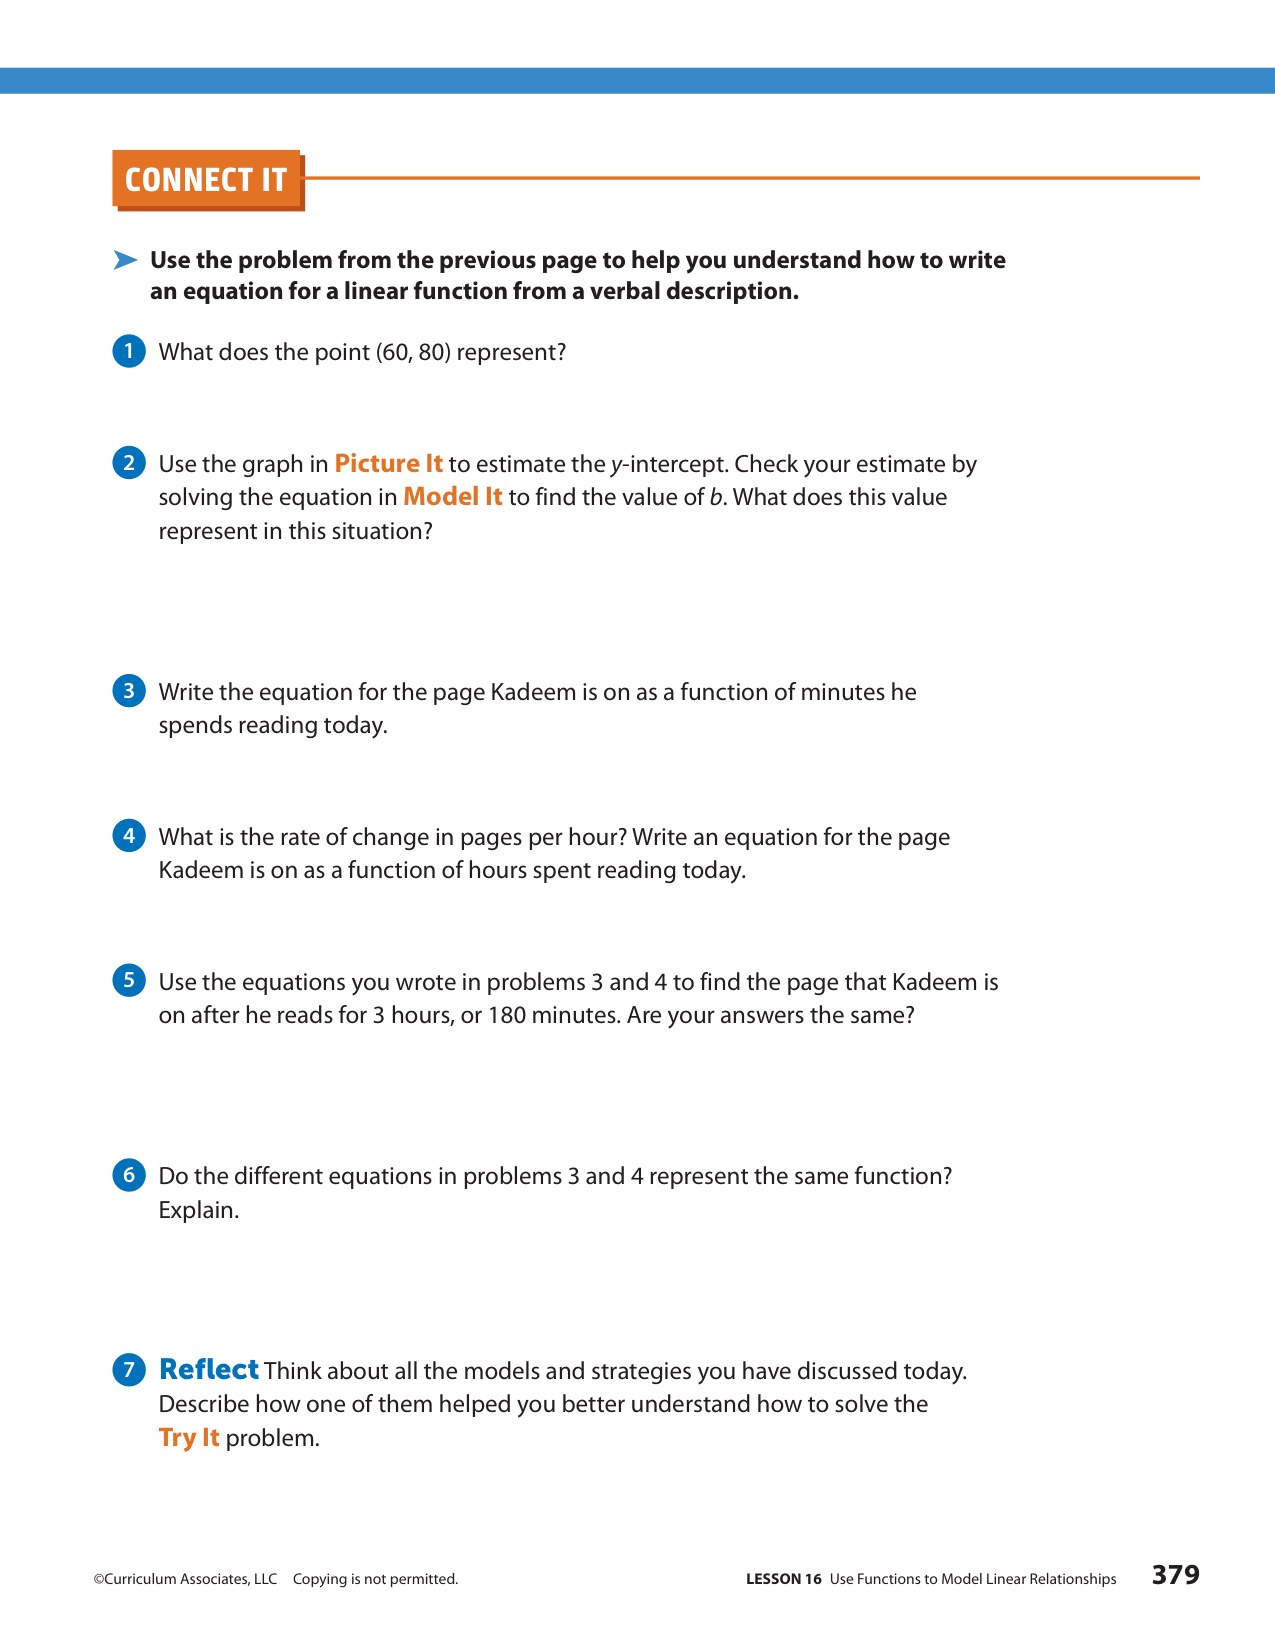 CONNECT IT
Use the problem from the previous page to help you understand how to write
an equation for a linear function from a verbal description.
1 What does the point (60, 80) represent?
2 Use the graph in Picture It to estimate the y-intercept. Check your estimate by
solving the equation in Model It to find the value of b. What does this value
represent in this situation?
3 Write the equation for the page Kadeem is on as a function of minutes he
spends reading today.
4 What is the rate of change in pages per hour? Write an equation for the page
Kadeem is on as a function of hours spent reading today.
5 Use the equations you wrote in problems 3 and 4 to find the page that Kadeem is
on after he reads for 3 hours, or 180 minutes. Are your answers the same?
6 Do the different equations in problems 3 and 4 represent the same function?
Explain.
7 Reflect Think about all the models and strategies you have discussed today.
Describe how one of them helped you better understand how to solve the
Try It problem.
©Curriculum Associates, LLC Copying is not permitted. LESSON 16 Use Functions to Model Linear Relationships 379